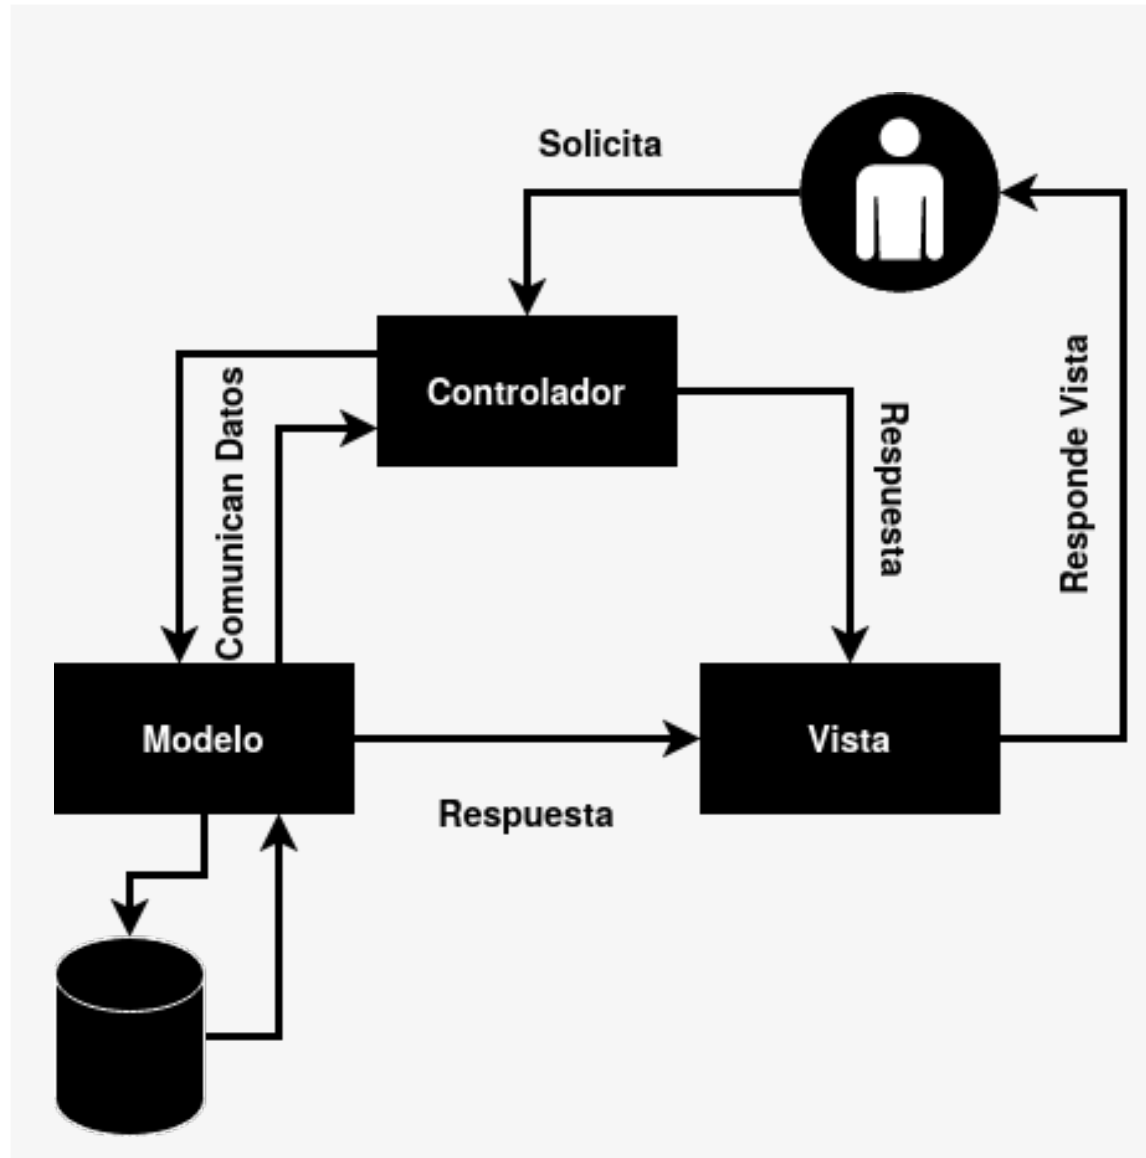 Solicita
Controlador
Comunican Datos
Respuesta
Responde Vista
Modelo
Vista
Respuesta